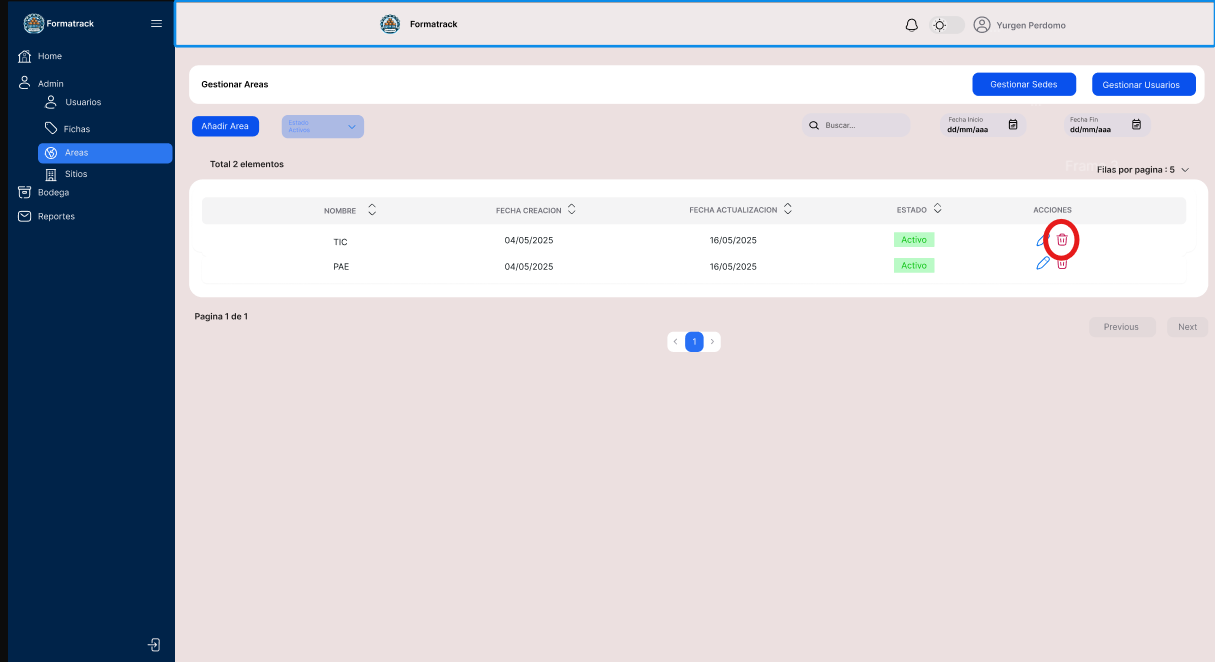 Formatrack
Formatrack
Yurgen Perdomo
Home
Admin
Usuarios
Fichas
Areas
Sitios
Bodega
Reportes
Gestionar Areas
Gestionar Sedes
Gestionar Usuarios
Añadir Area
Estado
Activos
Buscar...
Fecha Inicio
dd/mm/aaa
Fecha Fin
dd/mm/aaa
Total 2 elementos
Filas por pagina : 5
NOMBRE FECHA CREACION FECHA ACTUALIZACION ESTADO ACCIONES
TIC 04/05/2025 16/05/2025 Activo
PAE 04/05/2025 16/05/2025 Activo
Pagina 1 de 1
< 1 >
Previous Next